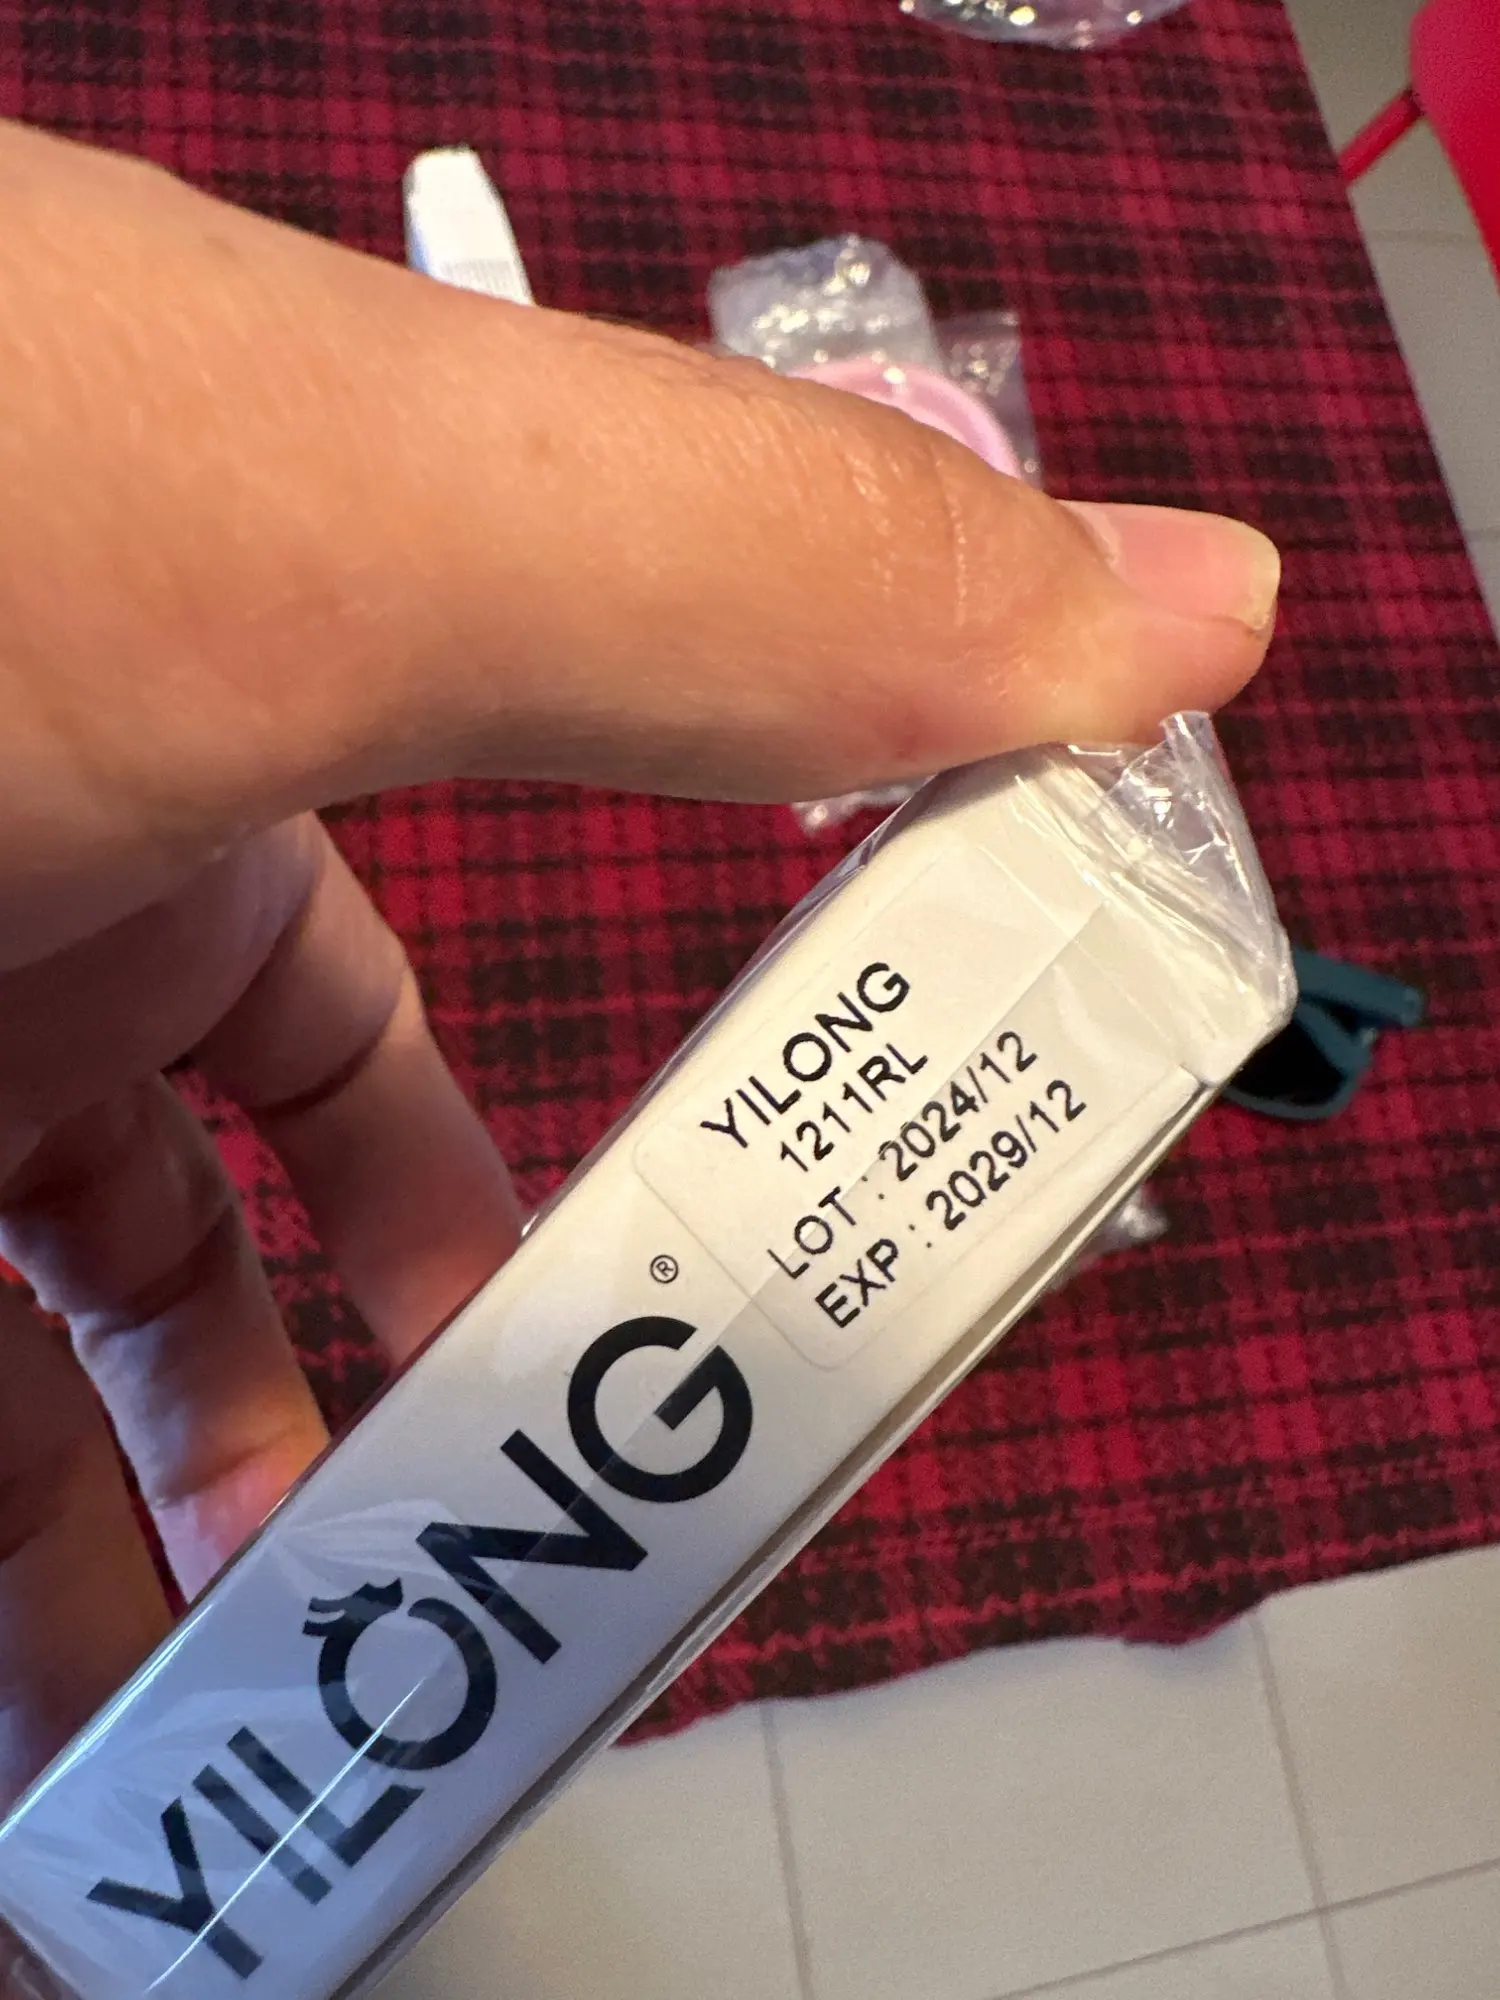 YILONG
1211RL
LOT : 2024/12
EXP : 2029/12
YILONG ®